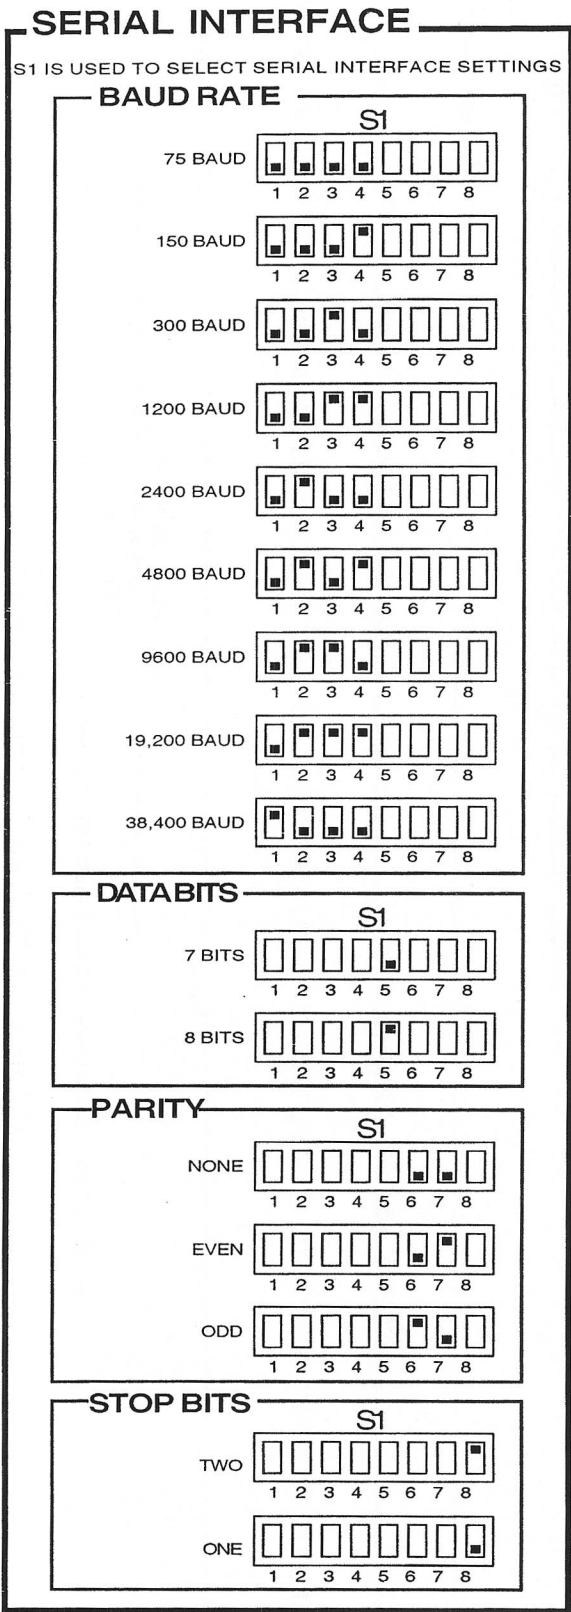 SERIAL INTERFACE
S1 IS USED TO SELECT SERIAL INTERFACE SETTINGS
BAUD RATE
S1
75 BAUD
1 2 3 4 5 6 7 8
150 BAUD
1 2 3 4 5 6 7 8
300 BAUD
1 2 3 4 5 6 7 8
1200 BAUD
1 2 3 4 5 6 7 8
2400 BAUD
1 2 3 4 5 6 7 8
4800 BAUD
1 2 3 4 5 6 7 8
9600 BAUD
1 2 3 4 5 6 7 8
19,200 BAUD
1 2 3 4 5 6 7 8
38,400 BAUD
1 2 3 4 5 6 7 8
DATA BITS
S1
7 BITS
1 2 3 4 5 6 7 8
8 BITS
1 2 3 4 5 6 7 8
PARITY
S1
NONE
1 2 3 4 5 6 7 8
EVEN
1 2 3 4 5 6 7 8
ODD
1 2 3 4 5 6 7 8
STOP BITS
S1
TWO
1 2 3 4 5 6 7 8
ONE
1 2 3 4 5 6 7 8